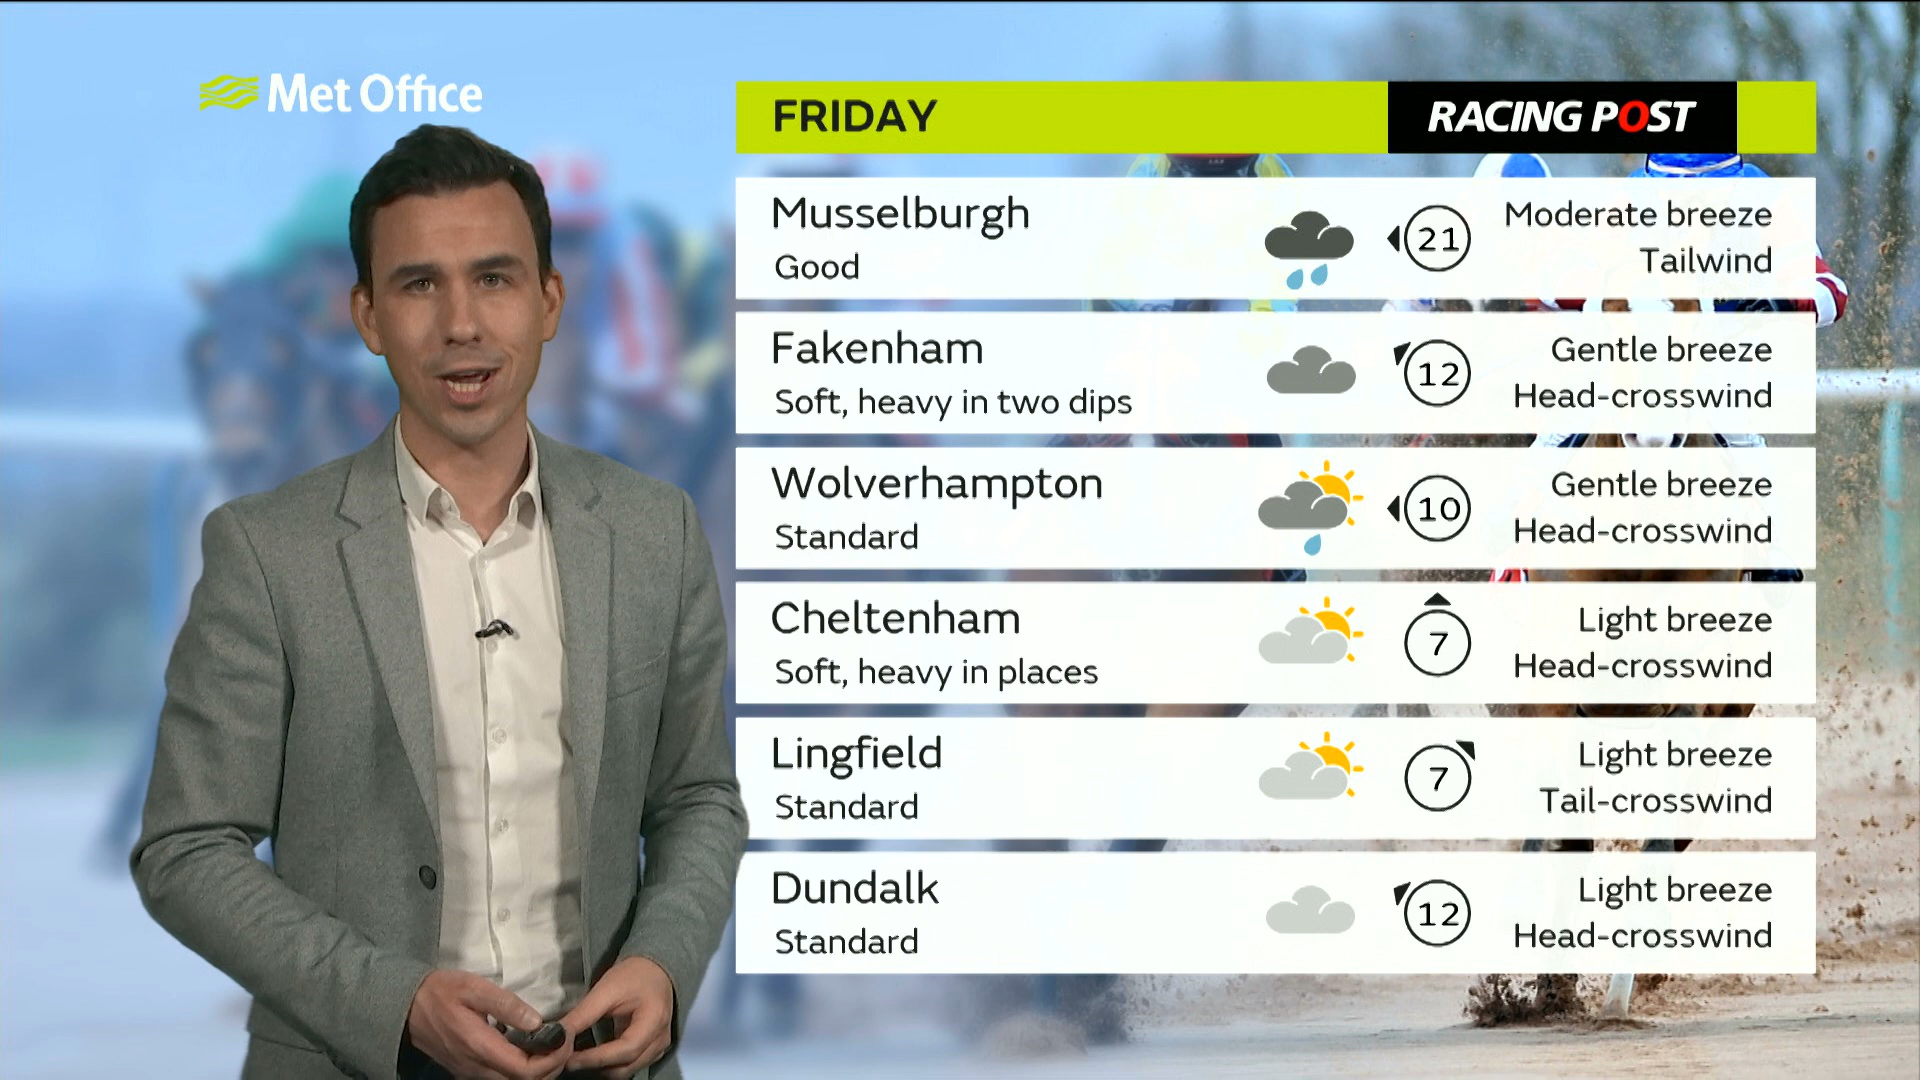 Met Office
FRIDAY
RACING POST
Musselburgh
Good
21
Moderate breeze
Tailwind
Fakenham
Soft, heavy in two dips
12
Gentle breeze
Head-crosswind
Wolverhampton
Standard
10
Gentle breeze
Head-crosswind
Cheltenham
Soft, heavy in places
7
Light breeze
Head-crosswind
Lingfield
Standard
7
Light breeze
Tail-crosswind
Dundalk
Standard
12
Light breeze
Head-crosswind